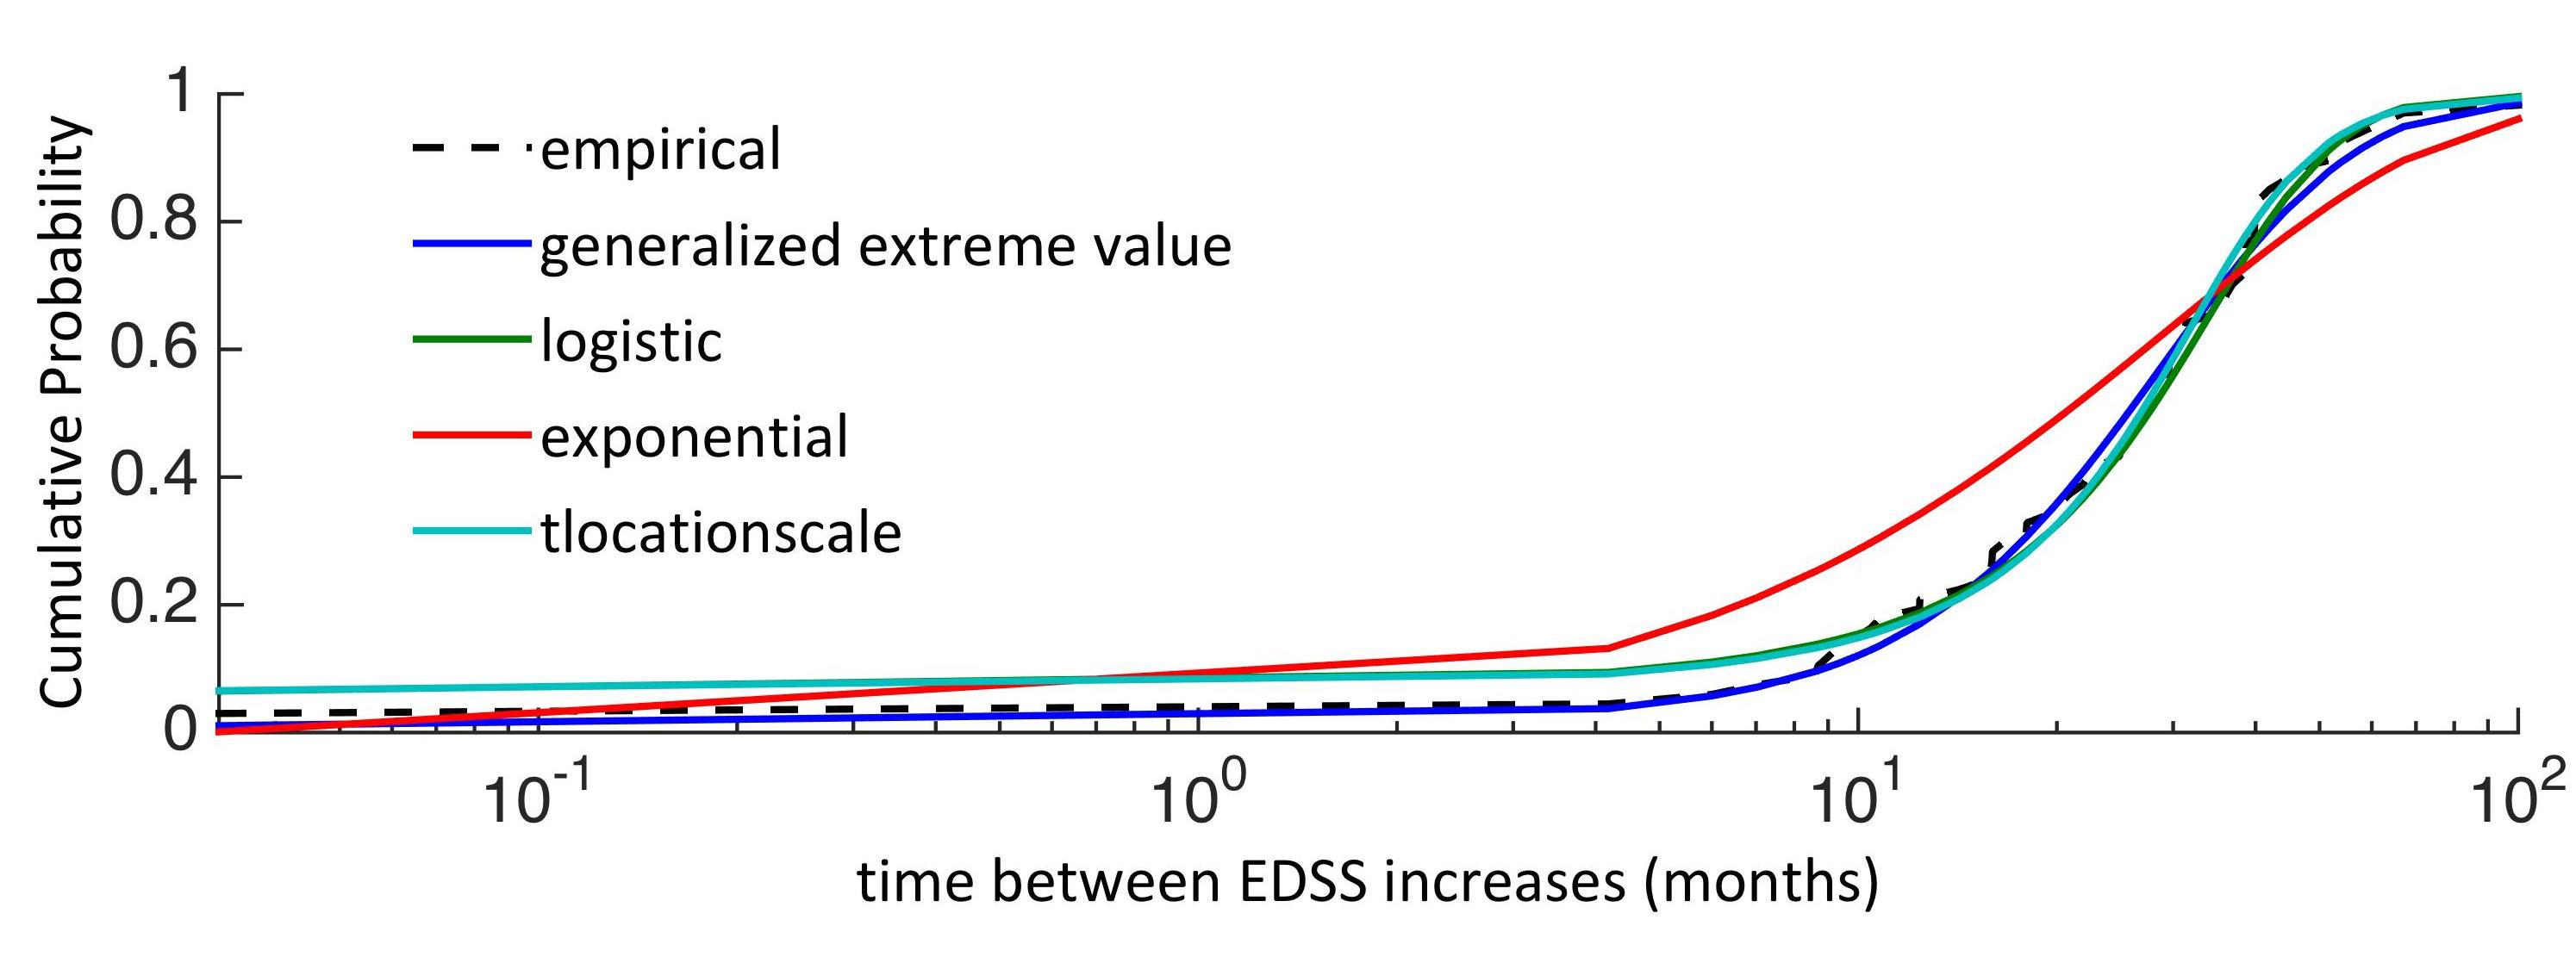 Cumulative Probability
1
0.8
0.6
0.4
0.2
0
empirical
generalized extreme value
logistic
exponential
tlocationscale
10^-1
10^0
10^1
10^2
time between EDSS increases (months)